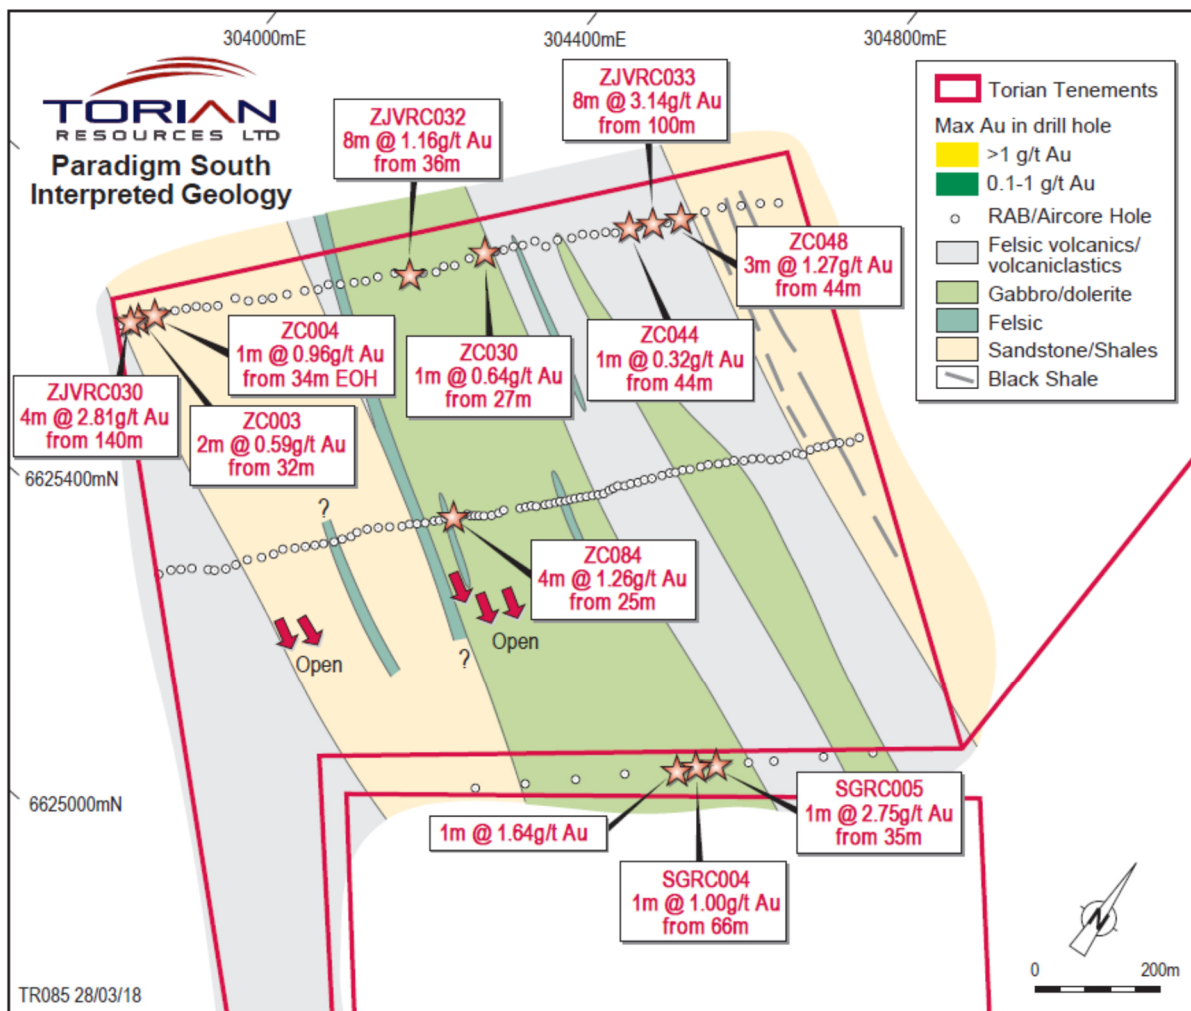 304000mE
304400mE
304800mE
TORIAN
RESOURCES LTD
Paradigm South
Interpreted Geology
ZJVRC032
8m @ 1.16g/t Au
from 36m
ZJVRC033
8m @ 3.14g/t Au
from 100m
Torian Tenements
Max Au in drill hole
>1 g/t Au
0.1-1 g/t Au
RAB/Aircore Hole
Felsic volcanics/
volcaniclastics
Gabbro/dolerite
Felsic
Sandstone/Shales
Black Shale
ZC048
3m @ 1.27g/t Au
from 44m
ZC004
1m @ 0.96g/t Au
from 34m EOH
ZC030
1m @ 0.64g/t Au
from 27m
ZC044
1m @ 0.32g/t Au
from 44m
ZJVRC030
4m @ 2.81g/t Au
from 140m
ZC003
2m @ 0.59g/t Au
from 32m
6625400mN
?
ZC084
4m @ 1.26g/t Au
from 25m
Open
Open
?
6625000mN
1m @ 1.64g/t Au
SGRC005
1m @ 2.75g/t Au
from 35m
SGRC004
1m @ 1.00g/t Au
from 66m
N
0 200m
TR085 28/03/18